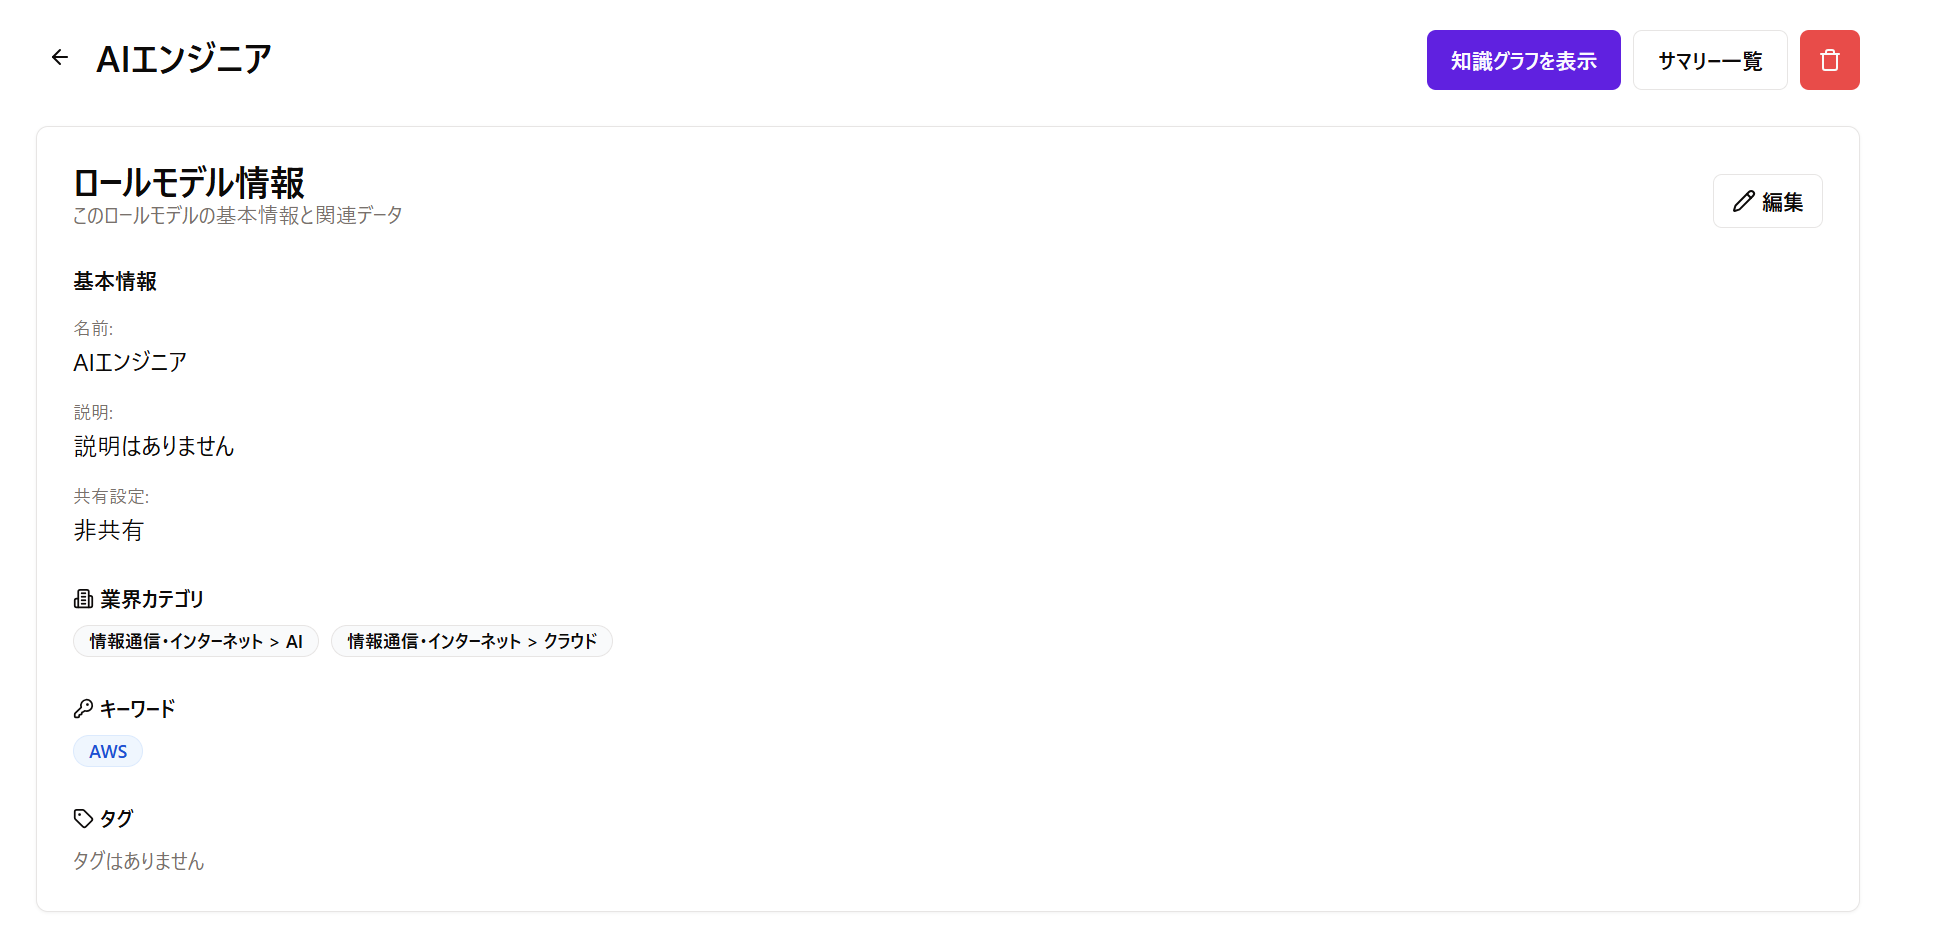 AIエンジニア
知識グラフを表示
サマリー一覧
ロールモデル情報
このロールモデルの基本情報と関連データ
編集
基本情報
名前:
AIエンジニア
説明:
説明はありません
共有設定:
非共有
業界カテゴリ
情報通信・インターネット > AI
情報通信・インターネット > クラウド
キーワード
AWS
タグ
タグはありません